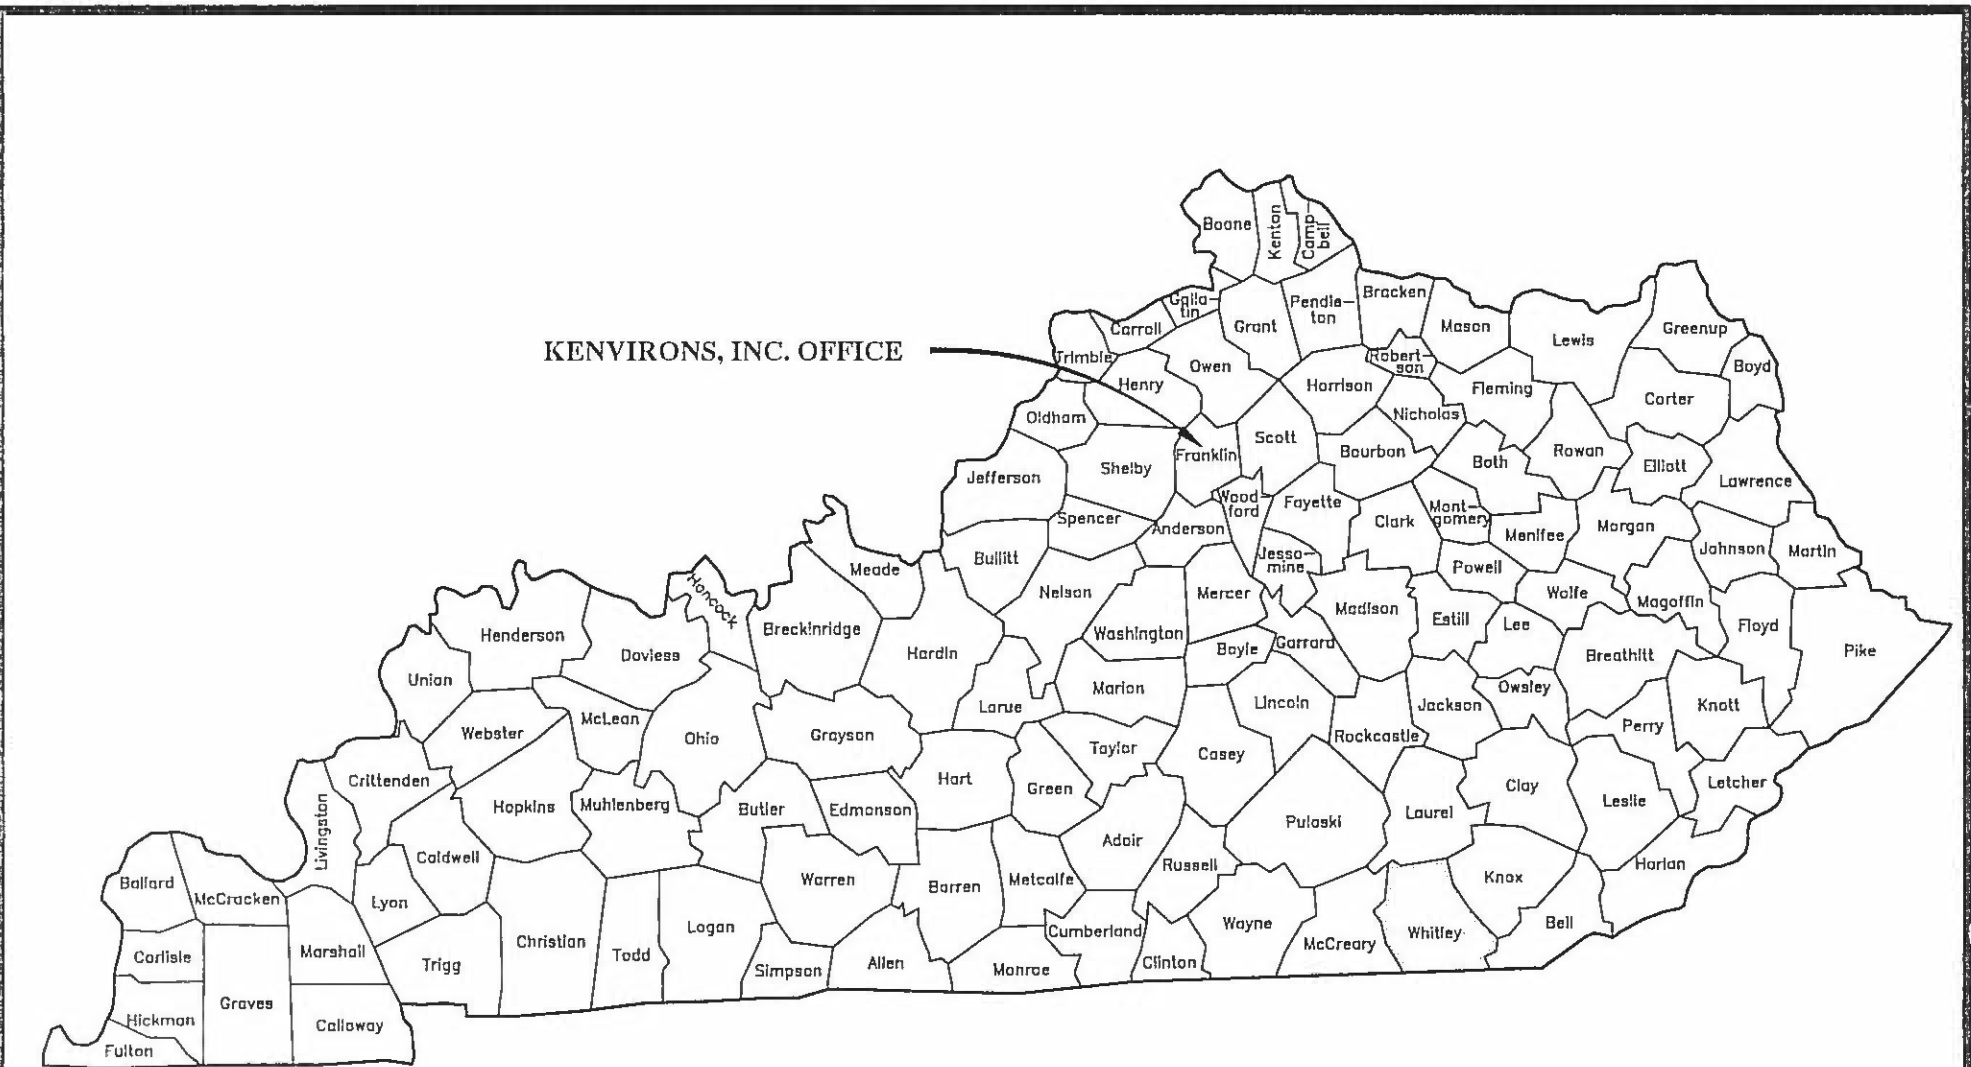 Boone
Kenton
Camp-
bell
Galla-
tin
Grant
Pendle-
ton
Bracken
Mason
Lewis
Greenup
Boyd
Carroll
Trimble
KENVIRONS, INC. OFFICE
Henry
Owen
Harrison
Robert-
son
Fleming
Carter
Oldham
Nicholas
Jefferson
Shelby
Franklin
Scott
Bourbon
Bath
Rowan
Elliott
Lawrence
Wood-
ford
Fayette
Clark
Mont-
gomery
Menifee
Morgan
Johnson
Martin
Spencer
Anderson
Bullitt
Meade
Jessa-
mine
Powell
Wolfe
Magoffin
Hancock
Nelson
Mercer
Madison
Estill
Lee
Floyd
Henderson
Daviess
Breckinridge
Hardin
Washington
Boyle
Garrard
Breathitt
Pike
Union
Larue
Marion
Lincoln
Jackson
Owsley
Perry
Knott
Webster
McLean
Ohio
Grayson
Taylor
Casey
Rockcastle
Crittenden
Hopkins
Muhlenberg
Butler
Edmonson
Hart
Green
Clay
Leslie
Letcher
Livingston
Caldwell
Adair
Pulaski
Laurel
Ballard
McCracken
Lyon
Warren
Barren
Metcalfe
Russell
Knox
Harlan
Carlisle
Marshall
Trigg
Christian
Todd
Logan
Simpson
Allen
Monroe
Cumberland
Clinton
Wayne
McCreary
Whitley
Bell
Hickman
Graves
Calloway
Fulton